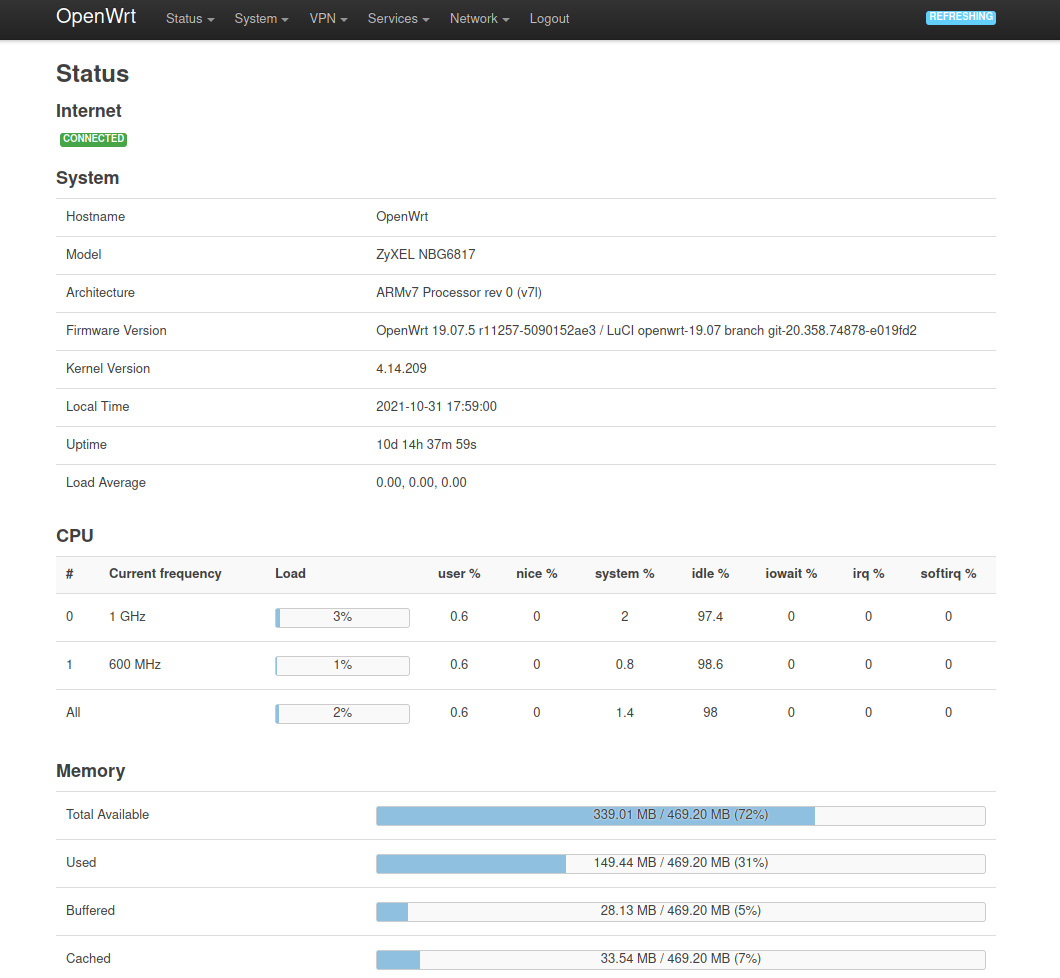 OpenWrt Status System VPN Services Network Logout REFRESHING
Status
Internet
CONNECTED
System
Hostname OpenWrt
Model ZyXEL NBG6817
Architecture ARMv7 Processor rev 0 (v7l)
Firmware Version OpenWrt 19.07.5 r11257-5090152ae3 / LuCI openwrt-19.07 branch git-20.358.74878-e019fd2
Kernel Version 4.14.209
Local Time 2021-10-31 17:59:00
Uptime 10d 14h 37m 59s
Load Average 0.00, 0.00, 0.00
CPU
# Current frequency Load user % nice % system % idle % iowait % irq % softirq %
0 1 GHz 3% 0.6 0 2 97.4 0 0 0
1 600 MHz 1% 0.6 0 0.8 98.6 0 0 0
All 2% 0.6 0 1.4 98 0 0 0
Memory
Total Available 339.01 MB / 469.20 MB (72%)
Used 149.44 MB / 469.20 MB (31%)
Buffered 28.13 MB / 469.20 MB (5%)
Cached 33.54 MB / 469.20 MB (7%)